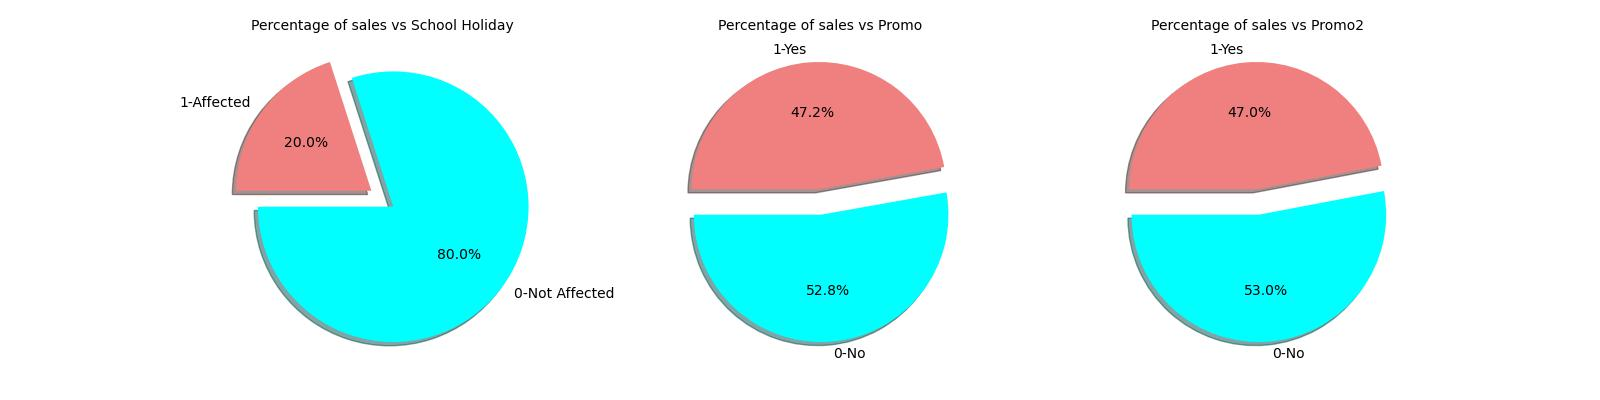 Percentage of sales vs School Holiday
1-Affected
20.0%
80.0%
0-Not Affected
Percentage of sales vs Promo
1-Yes
47.2%
52.8%
0-No
Percentage of sales vs Promo2
1-Yes
47.0%
53.0%
0-No